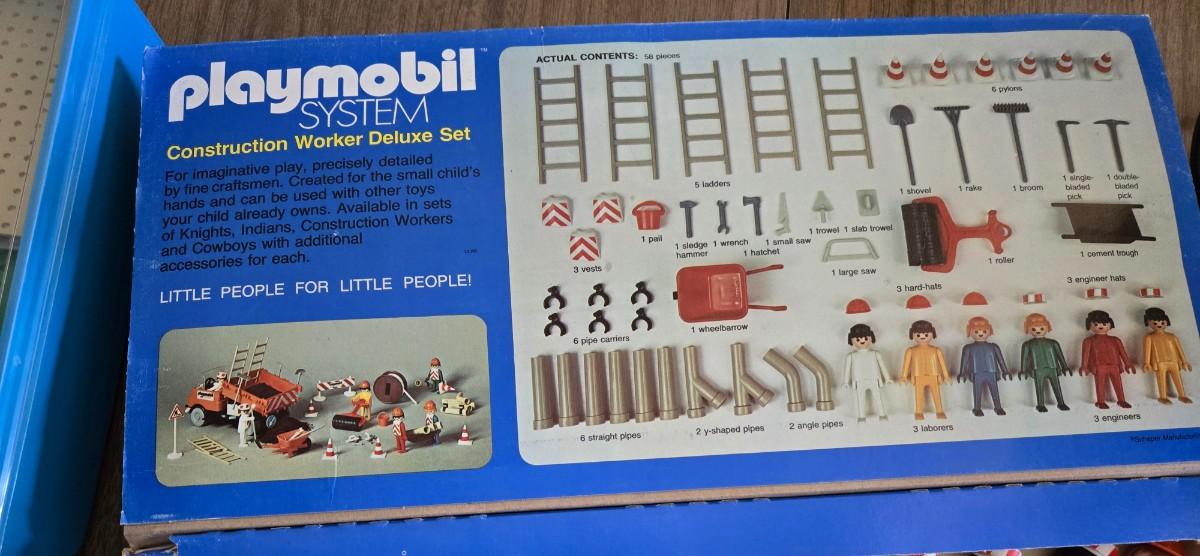 playmobil™
SYSTEM
Construction Worker Deluxe Set
For imaginative play, precisely detailed
by fine craftsmen. Created for the small child's
hands and can be used with other toys
your child already owns. Available in sets
of Knights, Indians, Construction Workers
and Cowboys with additional
accessories for each.
LITTLE PEOPLE FOR LITTLE PEOPLE!
ACTUAL CONTENTS: 58 pieces
5 ladders
6 pylons
1 shovel
1 rake
1 broom
1 single-
bladed
pick
1 double-
bladed
pick
3 vests
1 pail
1 sledge
hammer
1 wrench
1 hatchet
1 small saw
1 trowel
1 slab trowel
1 large saw
1 roller
1 cement trough
6 pipe carriers
1 wheelbarrow
3 hard-hats
3 engineer hats
6 straight pipes
2 y-shaped pipes
2 angle pipes
3 laborers
3 engineers